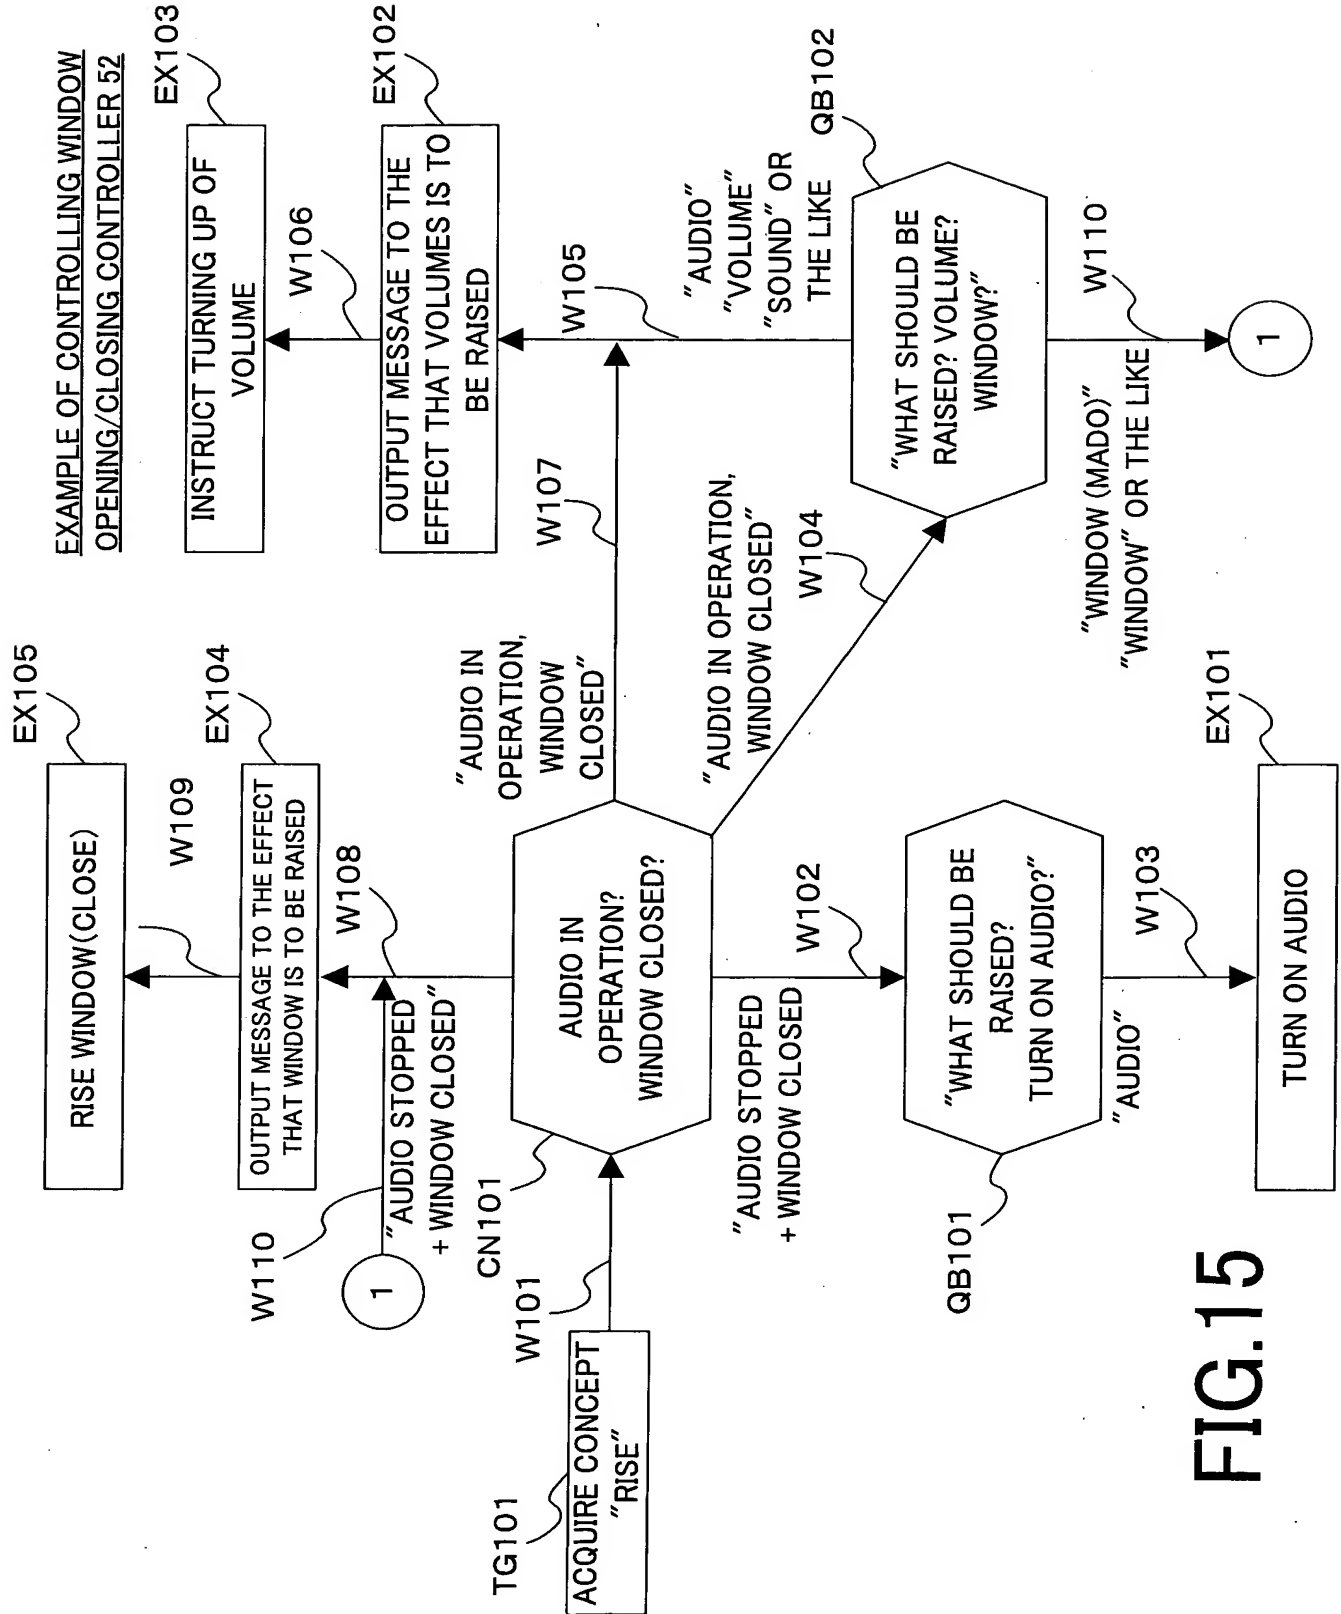 EXAMPLE OF CONTROLLING WINDOW
OPENING/CLOSING CONTROLLER 52
EX105
RISE WINDOW(CLOSE)
W109
EX104
OUTPUT MESSAGE TO THE EFFECT
THAT WINDOW IS TO BE RAISED
W108
W110
1
"AUDIO STOPPED
+ WINDOW CLOSED"
EX103
INSTRUCT TURNING UP OF
VOLUME
W106
EX102
OUTPUT MESSAGE TO THE
EFFECT THAT VOLUMES IS TO
BE RAISED
"AUDIO IN
OPERATION,
WINDOW
CLOSED"
W107
W105
TG101
ACQUIRE CONCEPT
"RISE"
W101
CN101
AUDIO IN
OPERATION?
WINDOW CLOSED?
"AUDIO IN OPERATION,
WINDOW CLOSED"
W104
"AUDIO"
"VOLUME"
"SOUND" OR
THE LIKE
QB102
"WHAT SHOULD BE
RAISED? VOLUME?
WINDOW?"
"AUDIO STOPPED
+ WINDOW CLOSED
W102
QB101
"WHAT SHOULD BE
RAISED?
TURN ON AUDIO?"
"AUDIO"
W103
EX101
TURN ON AUDIO
"WINDOW (MADO)"
"WINDOW" OR THE LIKE
W110
1
FIG.15